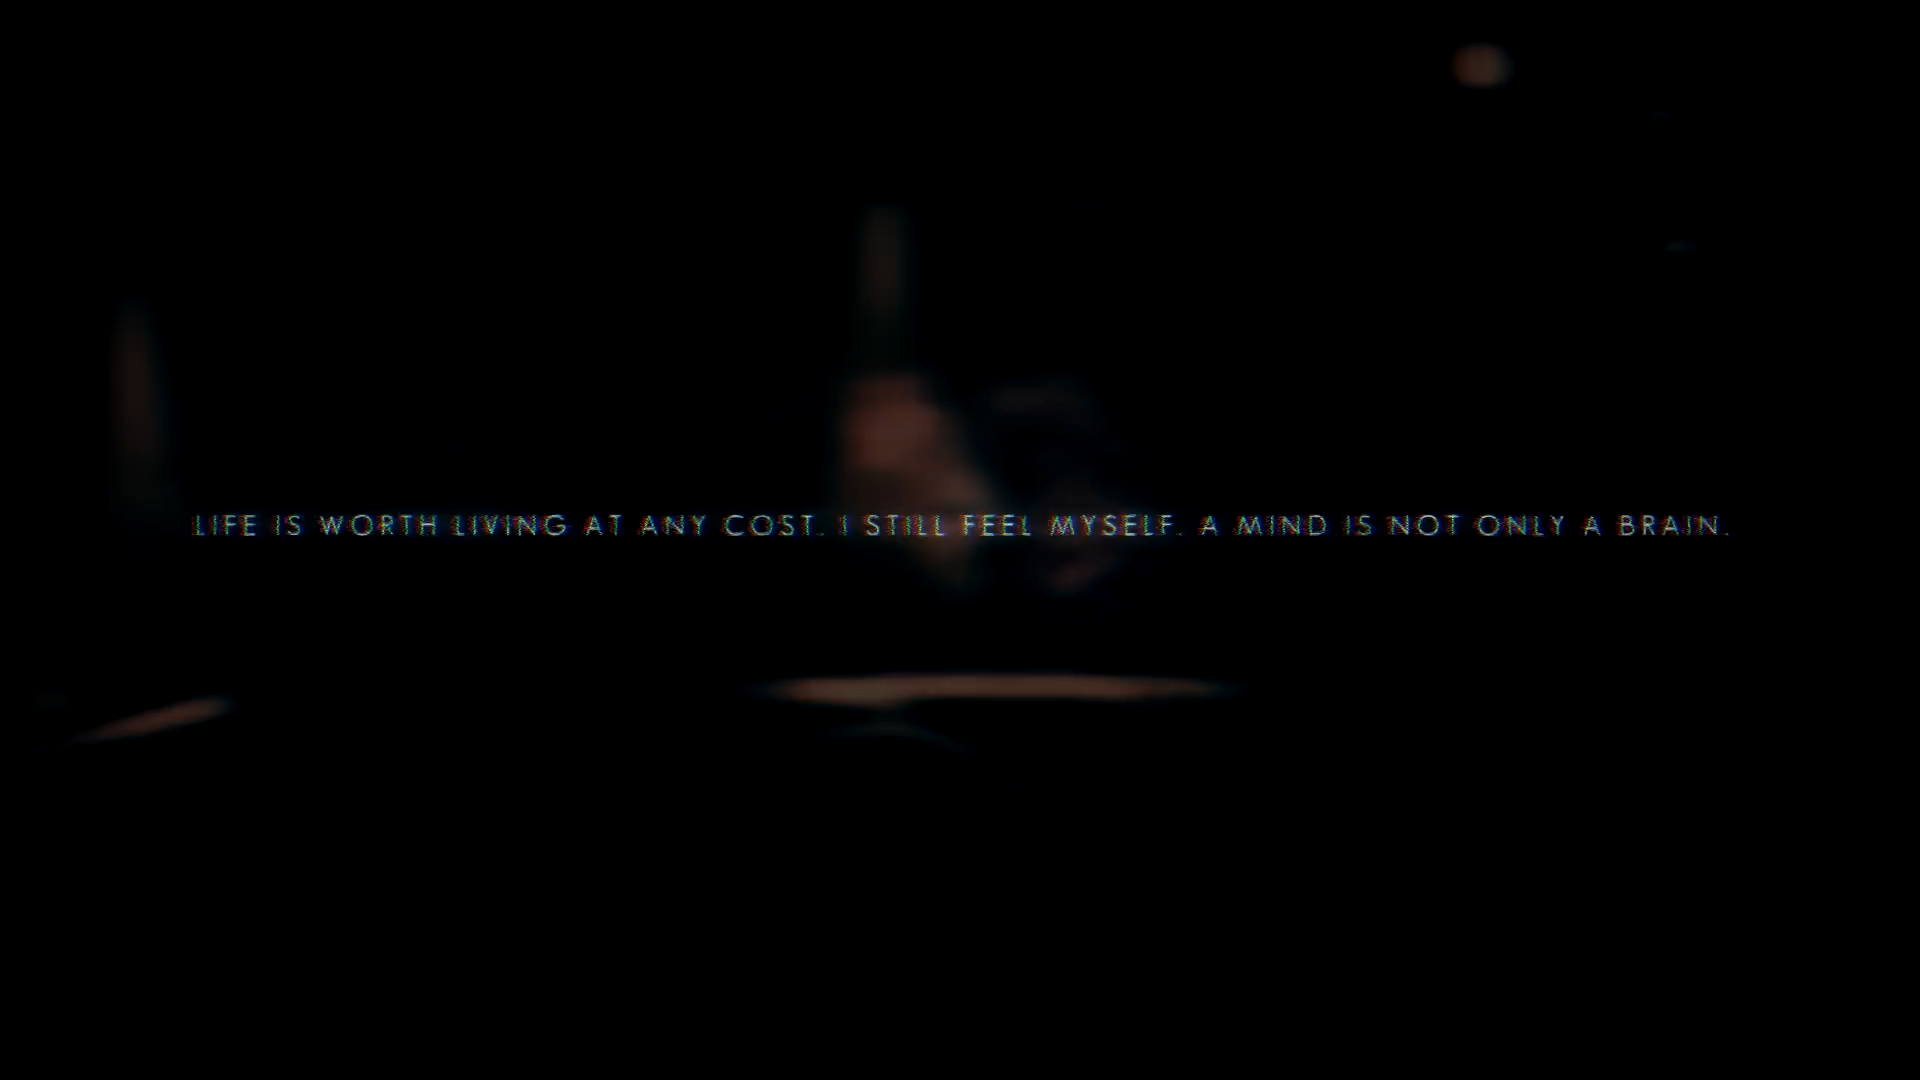 LIFE IS WORTH LIVING AT ANY COST. I STILL FEEL MYSELF. A MIND IS NOT ONLY A BRAIN.